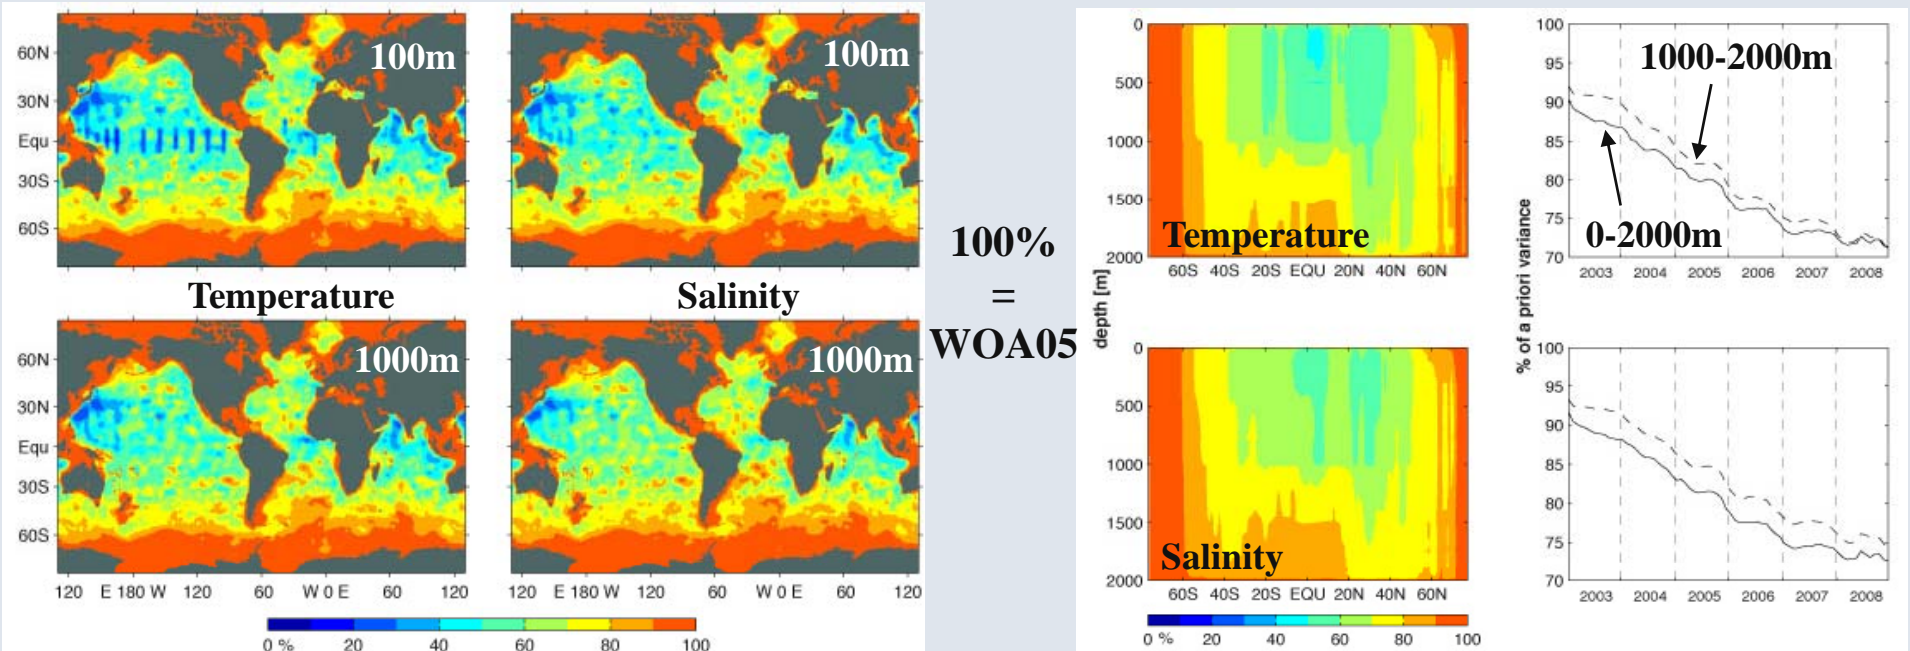 60N
30N
Equ
30S
60S
100m
100m
Temperature
Salinity
60N
30N
Equ
30S
60S
1000m
1000m
120 E 180 W 120 60 W 0 E 60
120 E 180 W 120 60 W 0 E 60 120
0 % 20 40 60 80 100
100%
=
WOA05
depth [m]
0
500
1000
1500
2000
Temperature
60S 40S 20S EQU 20N 40N 60N
0
500
1000
1500
2000
Salinity
60S 40S 20S EQU 20N 40N 60N
0 % 20 40 60 80 100
% of a priori variance
100
95
90
85
80
75
70
1000-2000m
0-2000m
2003 2004 2005 2006 2007 2008
100
95
90
85
80
75
70
2003 2004 2005 2006 2007 2008